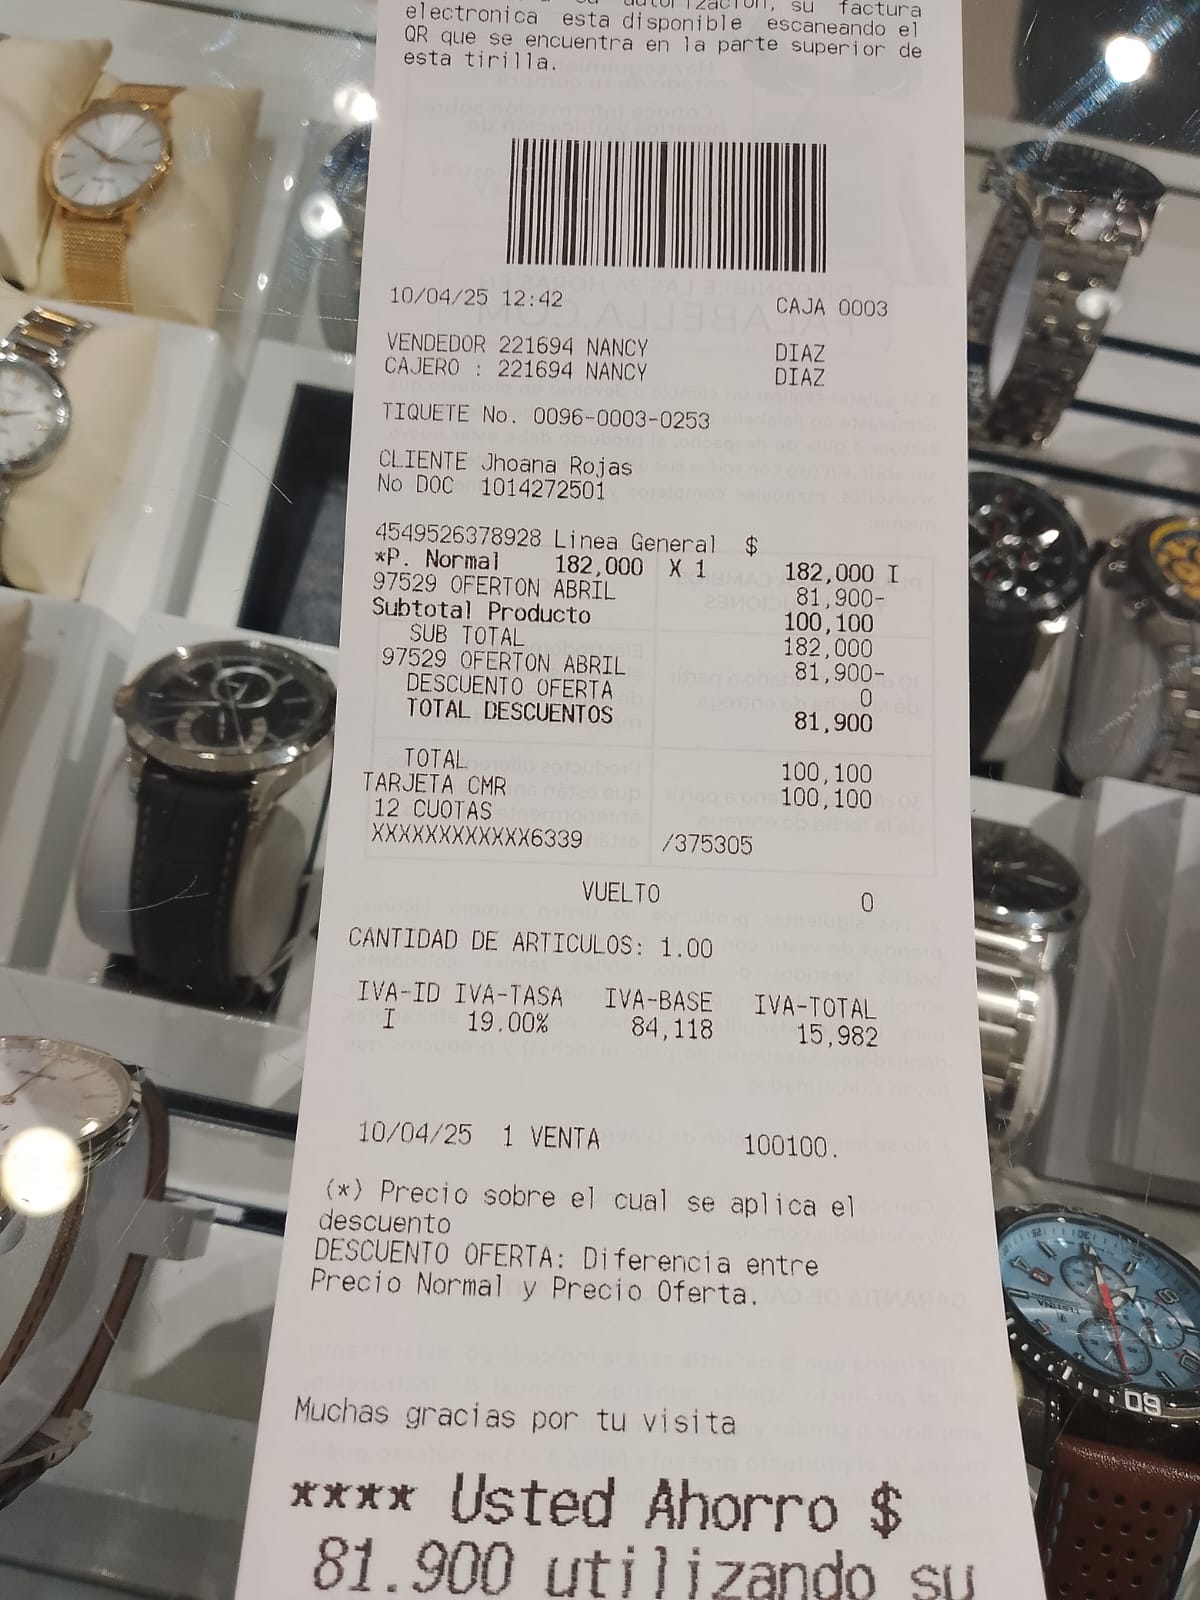 su factura
electronica esta disponible escaneando el
QR que se encuentra en la parte superior de
esta tirilla.
10/04/25 12:42 CAJA 0003
VENDEDOR 221694 NANCY DIAZ
CAJERO : 221694 NANCY DIAZ
TIQUETE No. 0096-0003-0253
CLIENTE Jhoana Rojas
No DOC 1014272501
4549526378928 Linea General $
*P. Normal 182,000 X 1 182,000 I
97529 OFERTON ABRIL 81,900-
Subtotal Producto 100,100
SUB TOTAL 182,000
97529 OFERTON ABRIL 81,900-
DESCUENTO OFERTA 0
TOTAL DESCUENTOS 81,900
TOTAL 100,100
TARJETA CMR 100,100
12 CUOTAS
XXXXXXXXXXXX6339 /375305
VUELTO 0
CANTIDAD DE ARTICULOS: 1.00
IVA-ID IVA-TASA IVA-BASE IVA-TOTAL
I 19.00% 84,118 15,982
10/04/25 1 VENTA 100100.
(*) Precio sobre el cual se aplica el
descuento
DESCUENTO OFERTA: Diferencia entre
Precio Normal y Precio Oferta.
Muchas gracias por tu visita
**** Usted Ahorro $
81.900 utilizando su